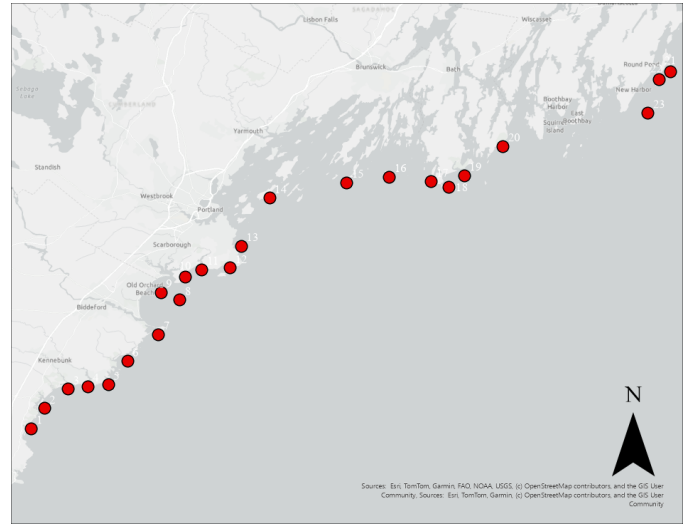 Lisbon Falls
Wiscasset
Brunswick
Bath
Round Pond
New Harbor
Sebago
Lake
CUMBERLAND
Boothbay
Harbor
East
Boothbay
Squirrel
Island
23
Yarmouth
20
Standish
15
16
19
18
14
Westbrook
Portland
Scarborough
13
11
12
Old Orchard
Beach
9
8
Biddeford
7
Kennebunk
2
1
N
Sources: Esri, TomTom, Garmin, FAO, NOAA, USGS, (c) OpenStreetMap contributors, and the GIS User
Community, Sources: Esri, TomTom, Garmin, (c) OpenStreetMap contributors, and the GIS User
Community